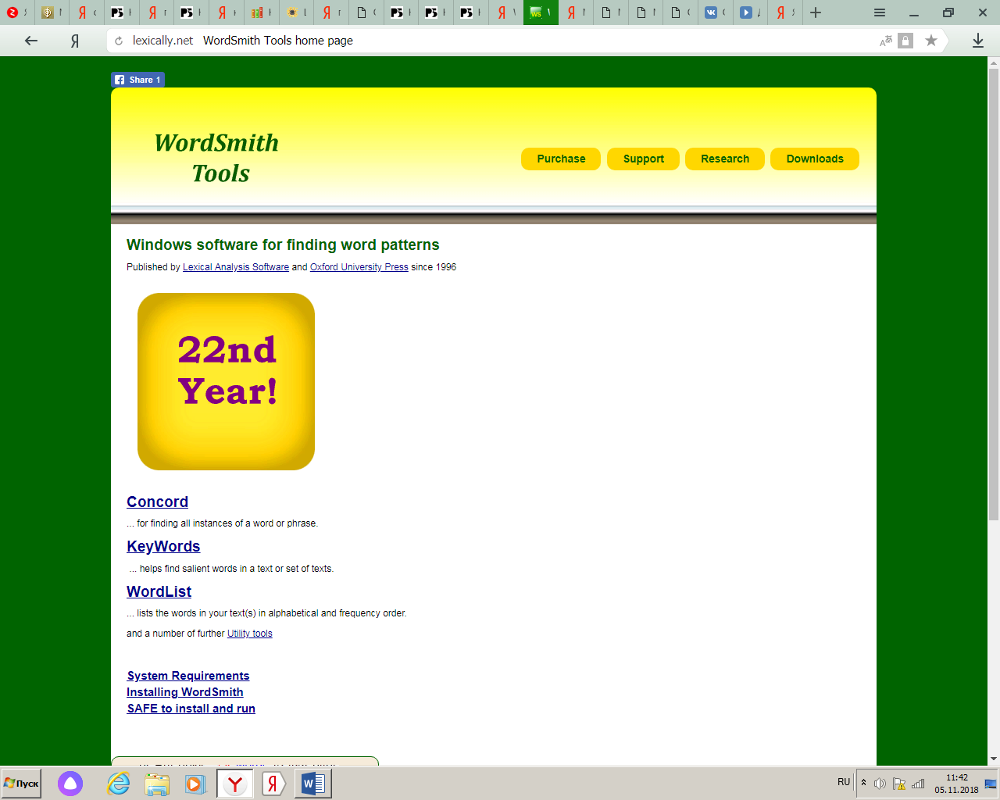 lexically.net WordSmith Tools home page
Share 1
WordSmith
Tools
Purchase Support Research Downloads
Windows software for finding word patterns
Published by Lexical Analysis Software and Oxford University Press since 1996
22nd
Year!
Concord
... for finding all instances of a word or phrase.
KeyWords
... helps find salient words in a text or set of texts.
WordList
... lists the words in your text(s) in alphabetical and frequency order.
and a number of further Utility tools
System Requirements
Installing WordSmith
SAFE to install and run
Пуск
RU
11:42
05.11.2018